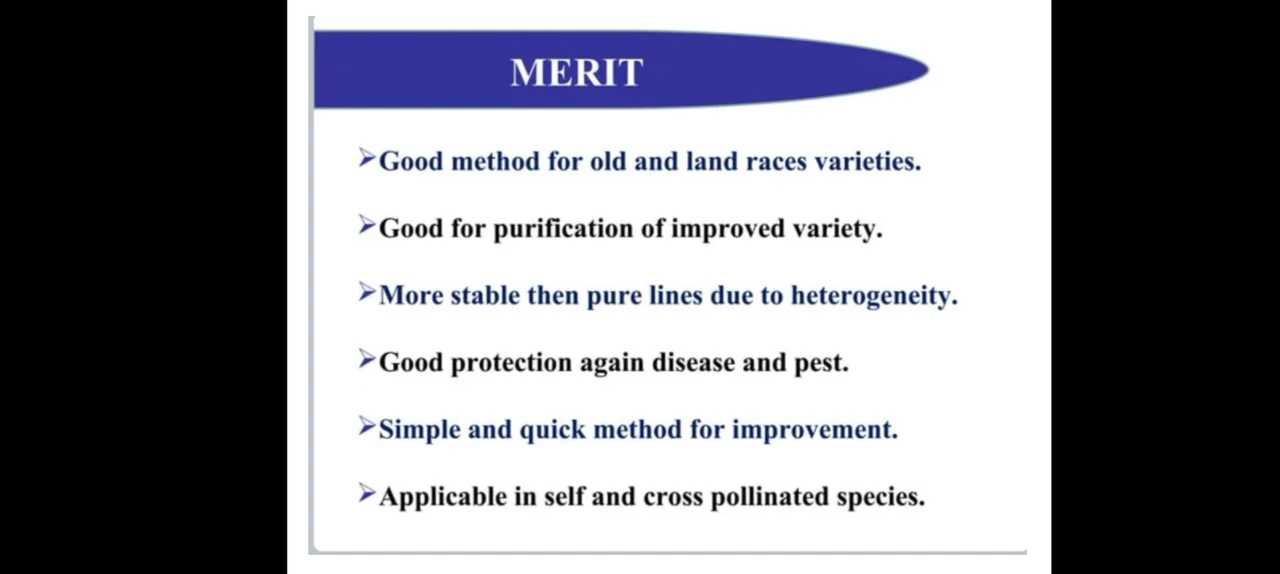 MERIT
➢Good method for old and land races varieties.
➢Good for purification of improved variety.
➢More stable then pure lines due to heterogeneity.
➢Good protection again disease and pest.
➢Simple and quick method for improvement.
➢Applicable in self and cross pollinated species.